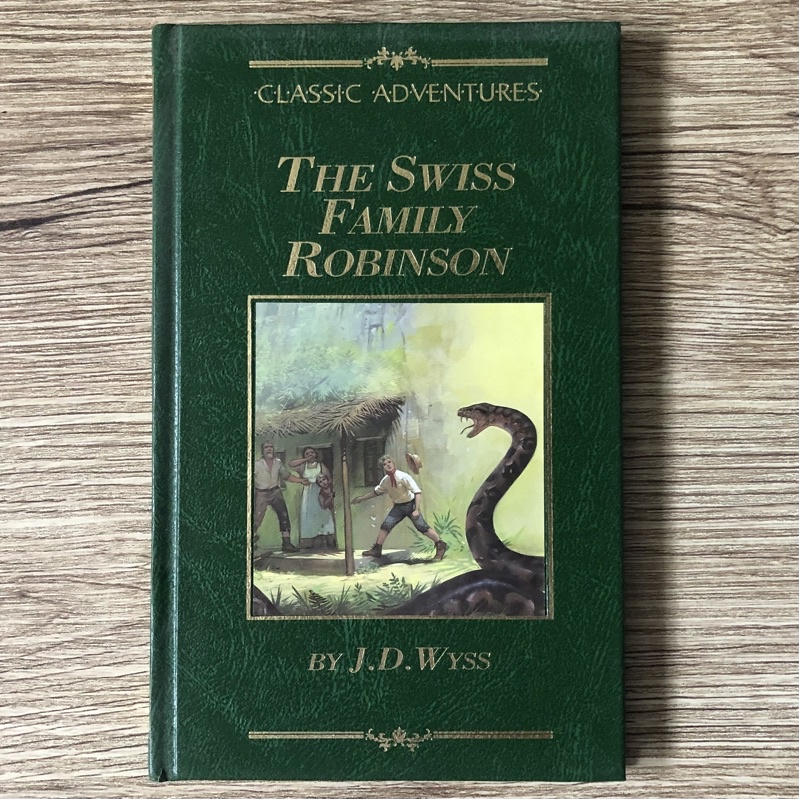 CLASSIC ADVENTURES
THE SWISS
FAMILY
ROBINSON
BY J.D.WYSS